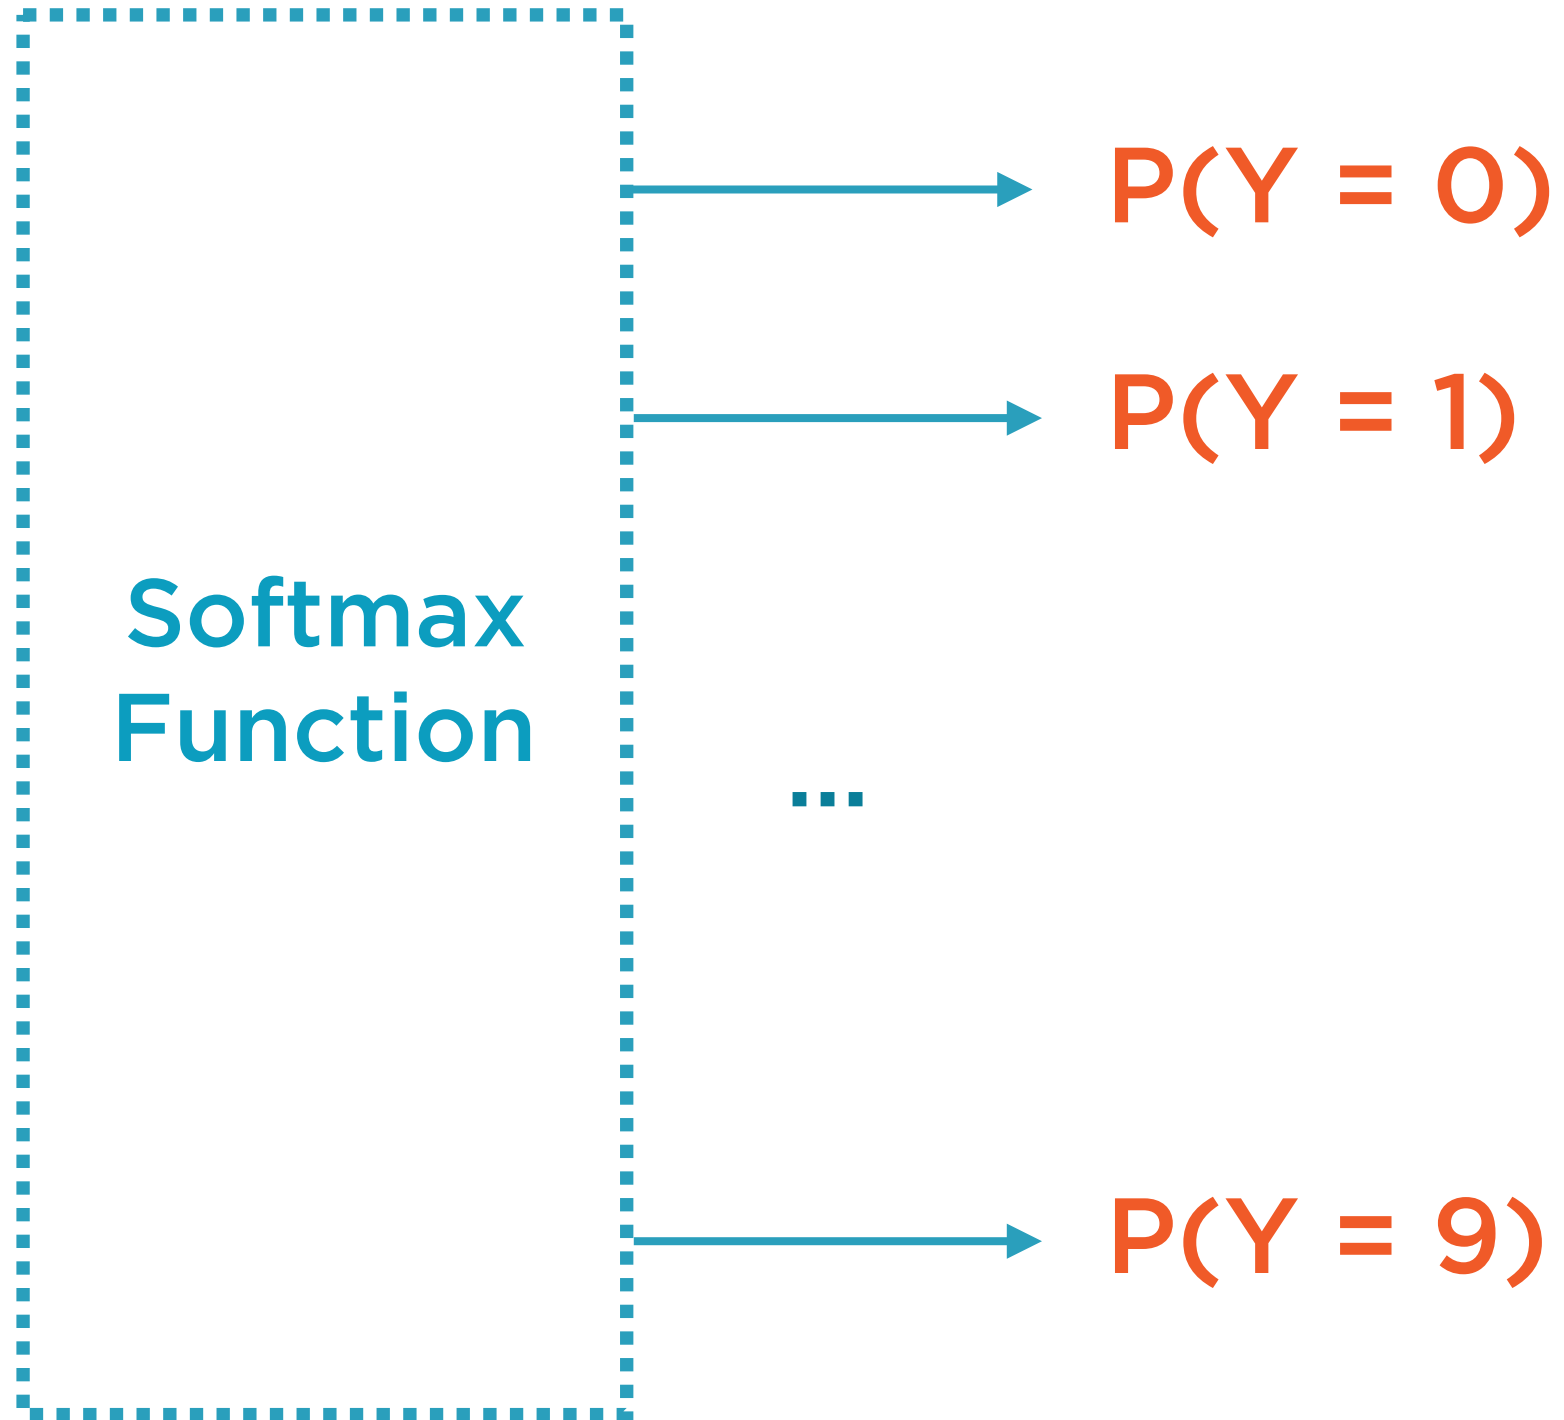 P(Y = 0)
P(Y = 1)
Softmax
Function
...
P(Y = 9)